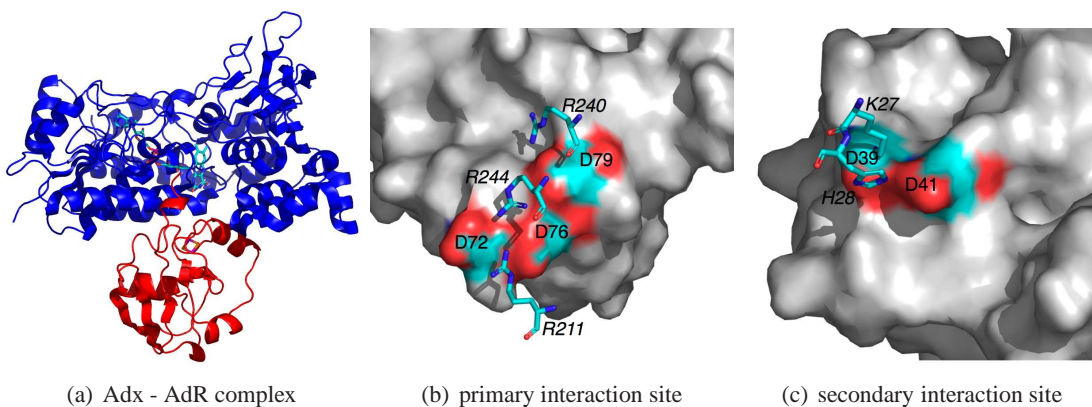 R240
D79
R244
D72
D76
R211
K27
D39
D41
H28
(a) Adx - AdR complex
(b) primary interaction site
(c) secondary interaction site